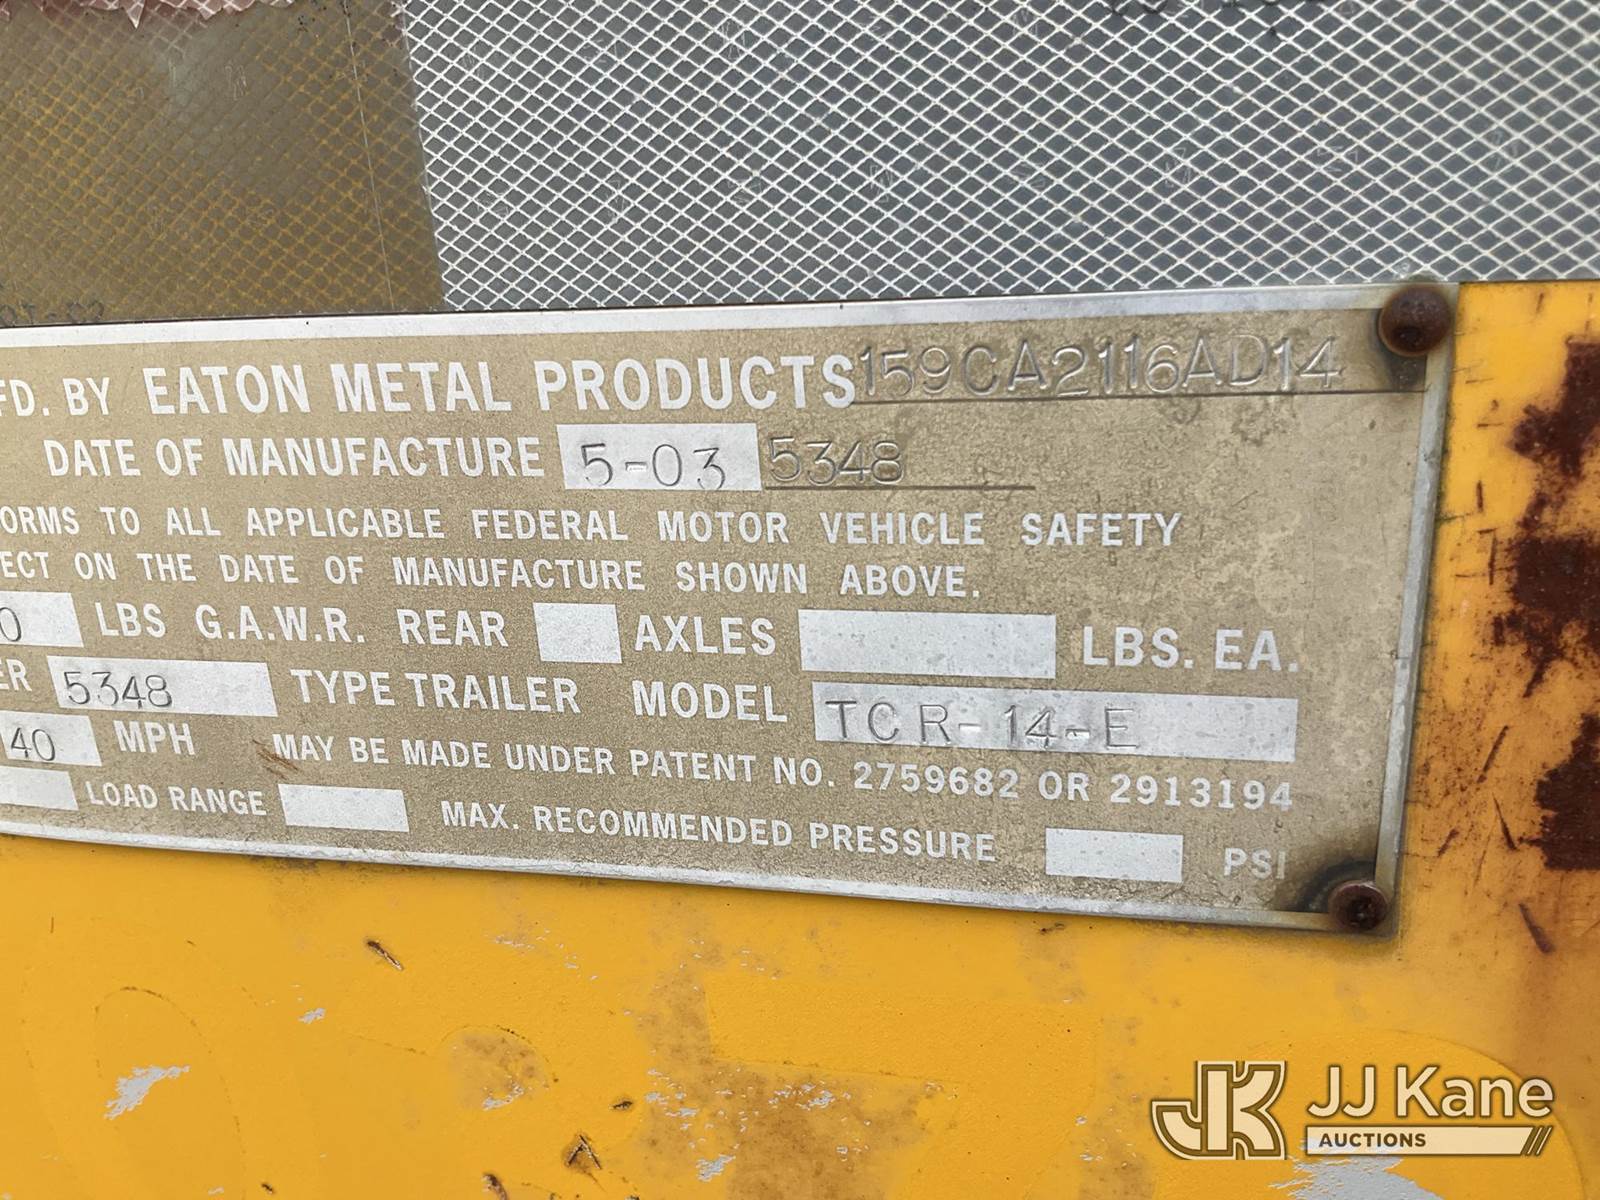 FD. BY EATON METAL PRODUCTS 159CA2116AD14
DATE OF MANUFACTURE 5-03 5348
ORMS TO ALL APPLICABLE FEDERAL MOTOR VEHICLE SAFETY
ECT ON THE DATE OF MANUFACTURE SHOWN ABOVE.
0 LBS G.A.W.R. REAR AXLES LBS. EA.
ER 5348 TYPE TRAILER MODEL TCR-14-E
40 MPH MAY BE MADE UNDER PATENT NO. 2759682 OR 2913194
LOAD RANGE MAX. RECOMMENDED PRESSURE PSI
JK JJ Kane
AUCTIONS